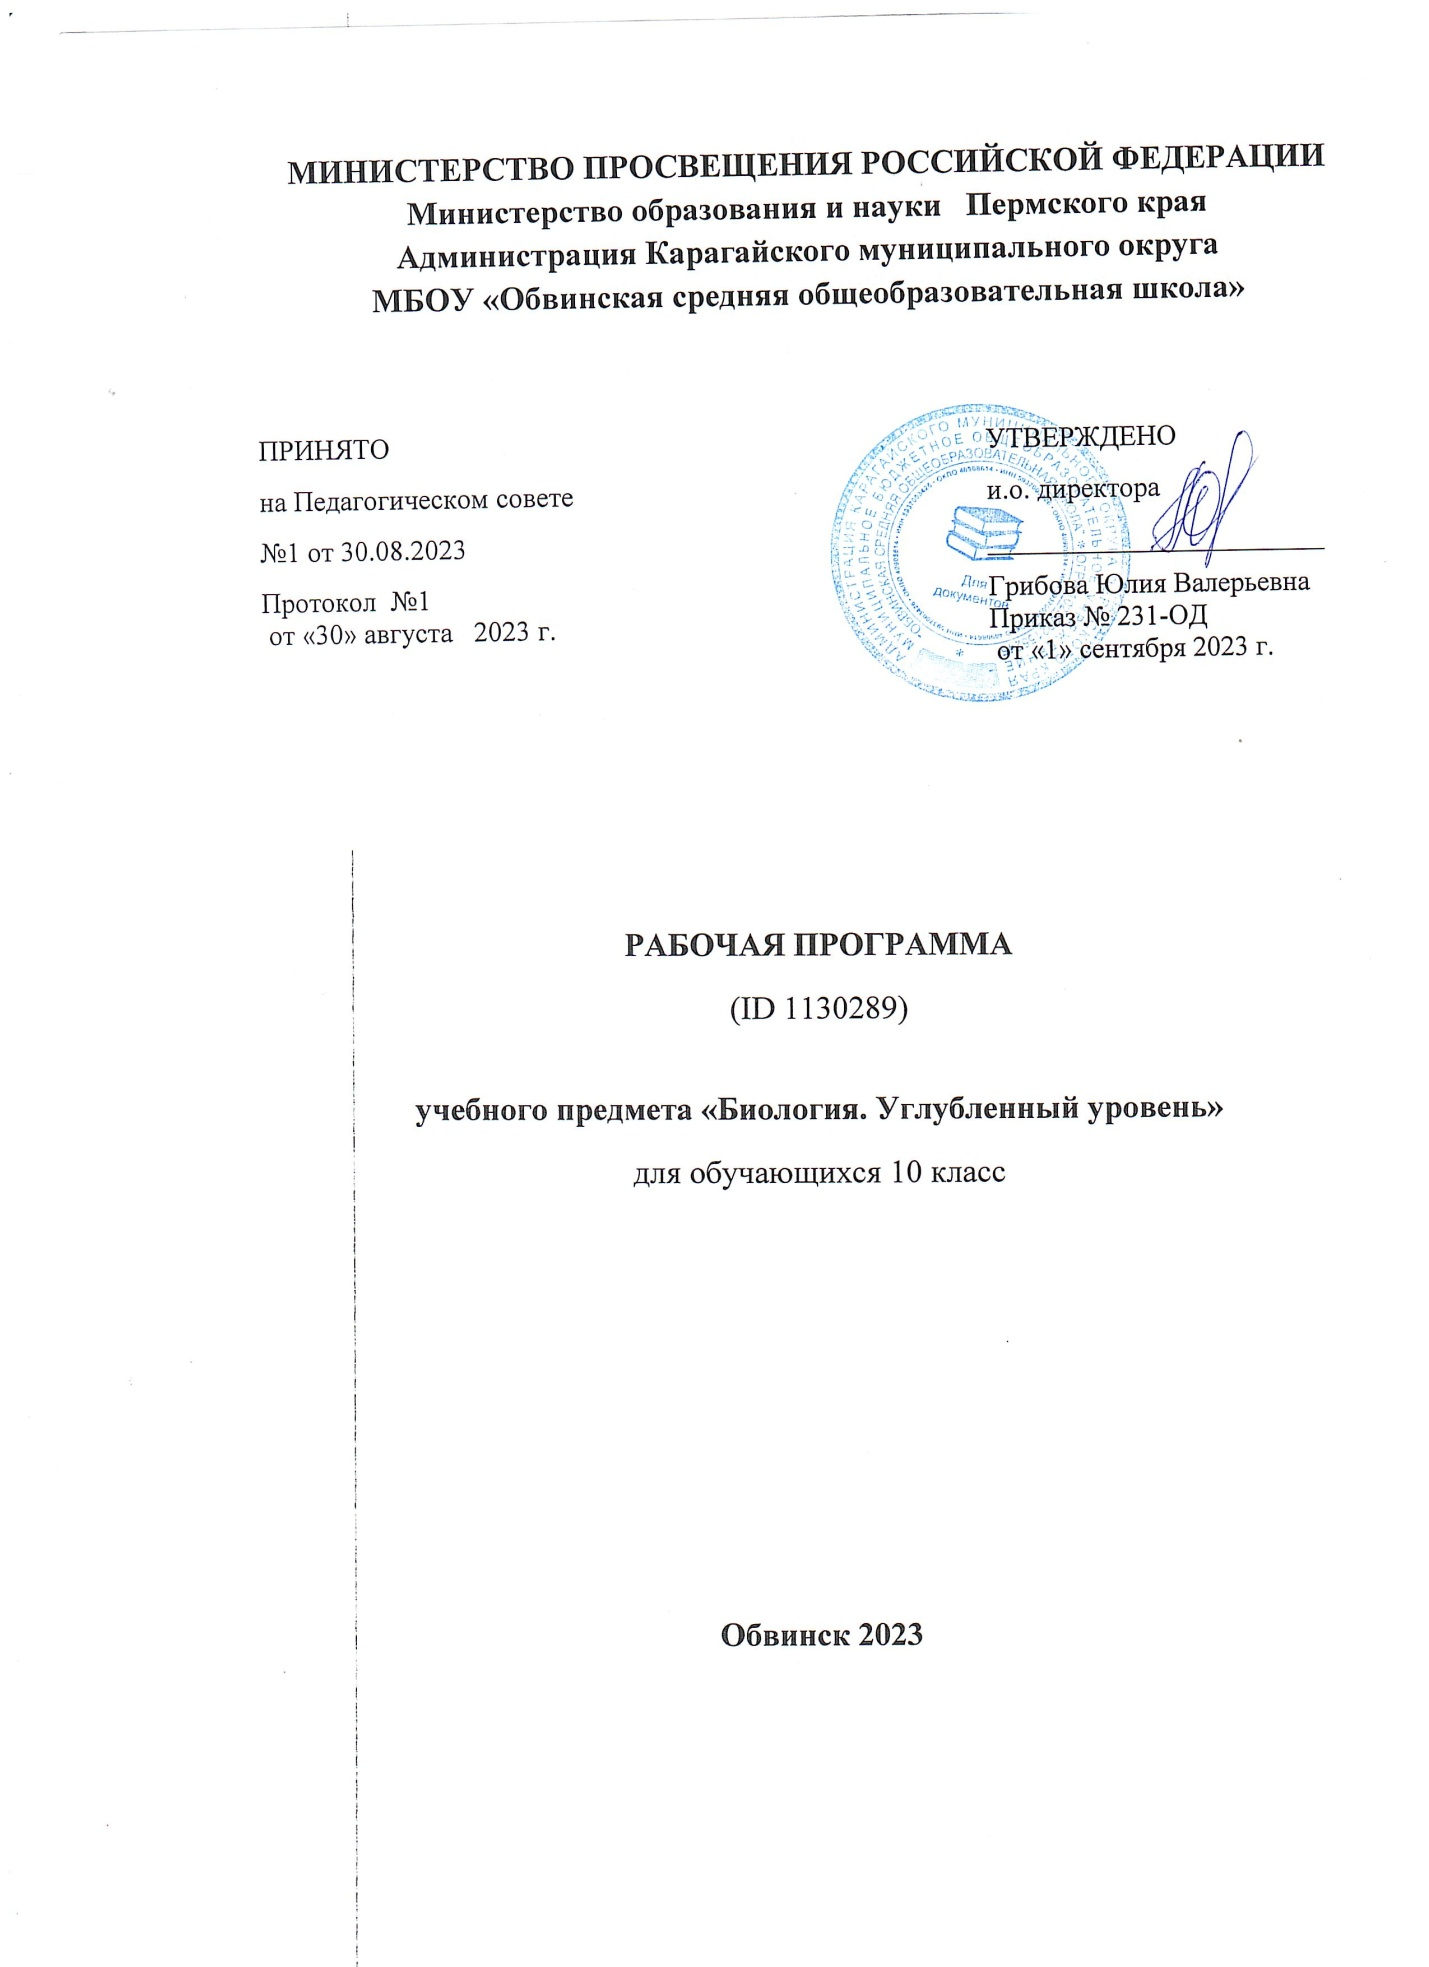 МИНИСТЕРСТВО ПРОСВЕЩЕНИЯ РОССИЙСКОЙ ФЕДЕРАЦИИ
Министерство образования и науки Пермского края
Администрация Карагайского муниципального округа
МБОУ «Обвинская средняя общеобразовательная школа»
ПРИНЯТО
на Педагогическом совете
№1 от 30.08.2023
Протокол №1
от «30» августа 2023 г.
УТВЕРЖДЕНО
и.о. директора
Грибова Юлия Валерьевна
Приказ № 231-ОД
от «1» сентября 2023 г.
Для
документов
РАБОЧАЯ ПРОГРАММА
(ID 1130289)
учебного предмета «Биология. Углубленный уровень»
для обучающихся 10 класс
Обвинск 2023